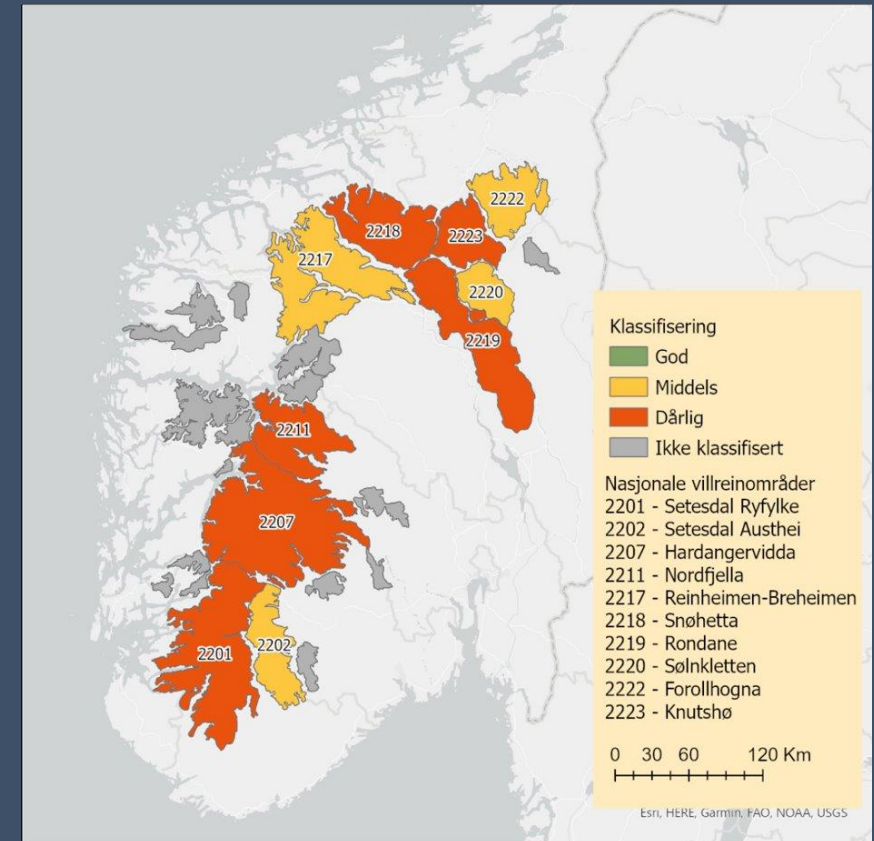 2222
2218
2223
2217
2220
2219
2211
2207
2201
2202
Klassifisering
God
Middels
Dårlig
Ikke klassifisert
Nasjonale villreinområder
2201 - Setesdal Ryfylke
2202 - Setesdal Austhei
2207 - Hardangervidda
2211 - Nordfjella
2217 - Reinheimen-Breheimen
2218 - Snøhetta
2219 - Rondane
2220 - Sølnkletten
2222 - Forollhogna
2223 - Knutshø
0 30 60 120 Km
Esri, HERE, Garmin, FAO, NOAA, USGS